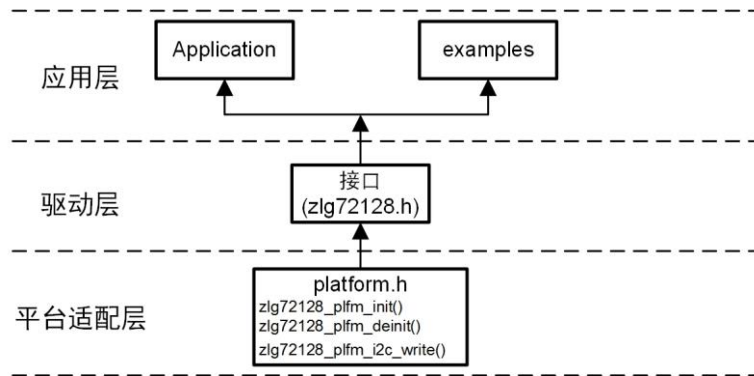 应用层
Application
examples
驱动层
接口
(zlg72128.h)
平台适配层
platform.h
zlg72128_plfm_init()
zlg72128_plfm_deinit()
zlg72128_plfm_i2c_write()